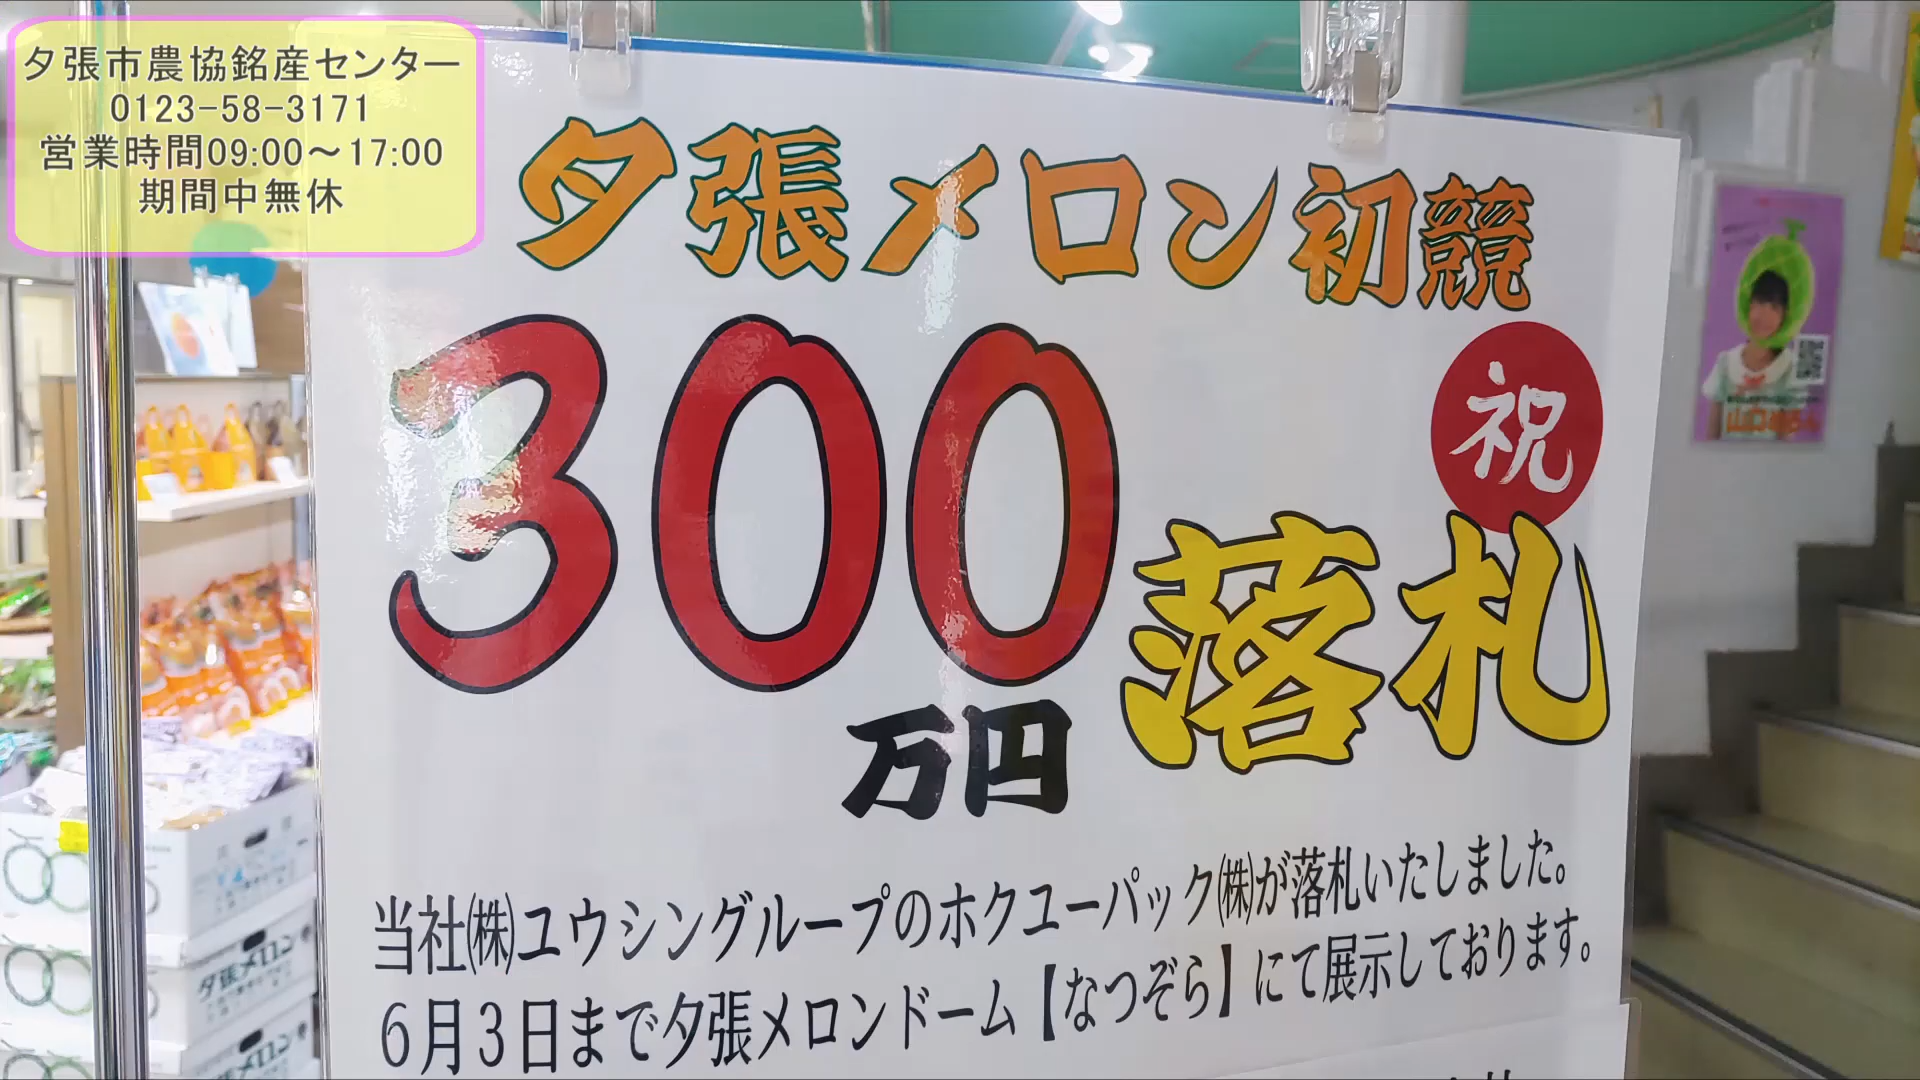 夕張市農協銘産センター
0123-58-3171
営業時間09:00～17:00
期間中無休
夕張メロン初競
300
万円
祝
落札
当社㈱ユウシングループのホクユーパック㈱が落札いたしました。
6月3日まで夕張メロンドーム【なつぞら】にて展示しております。
夕張メロン
夕張メロン